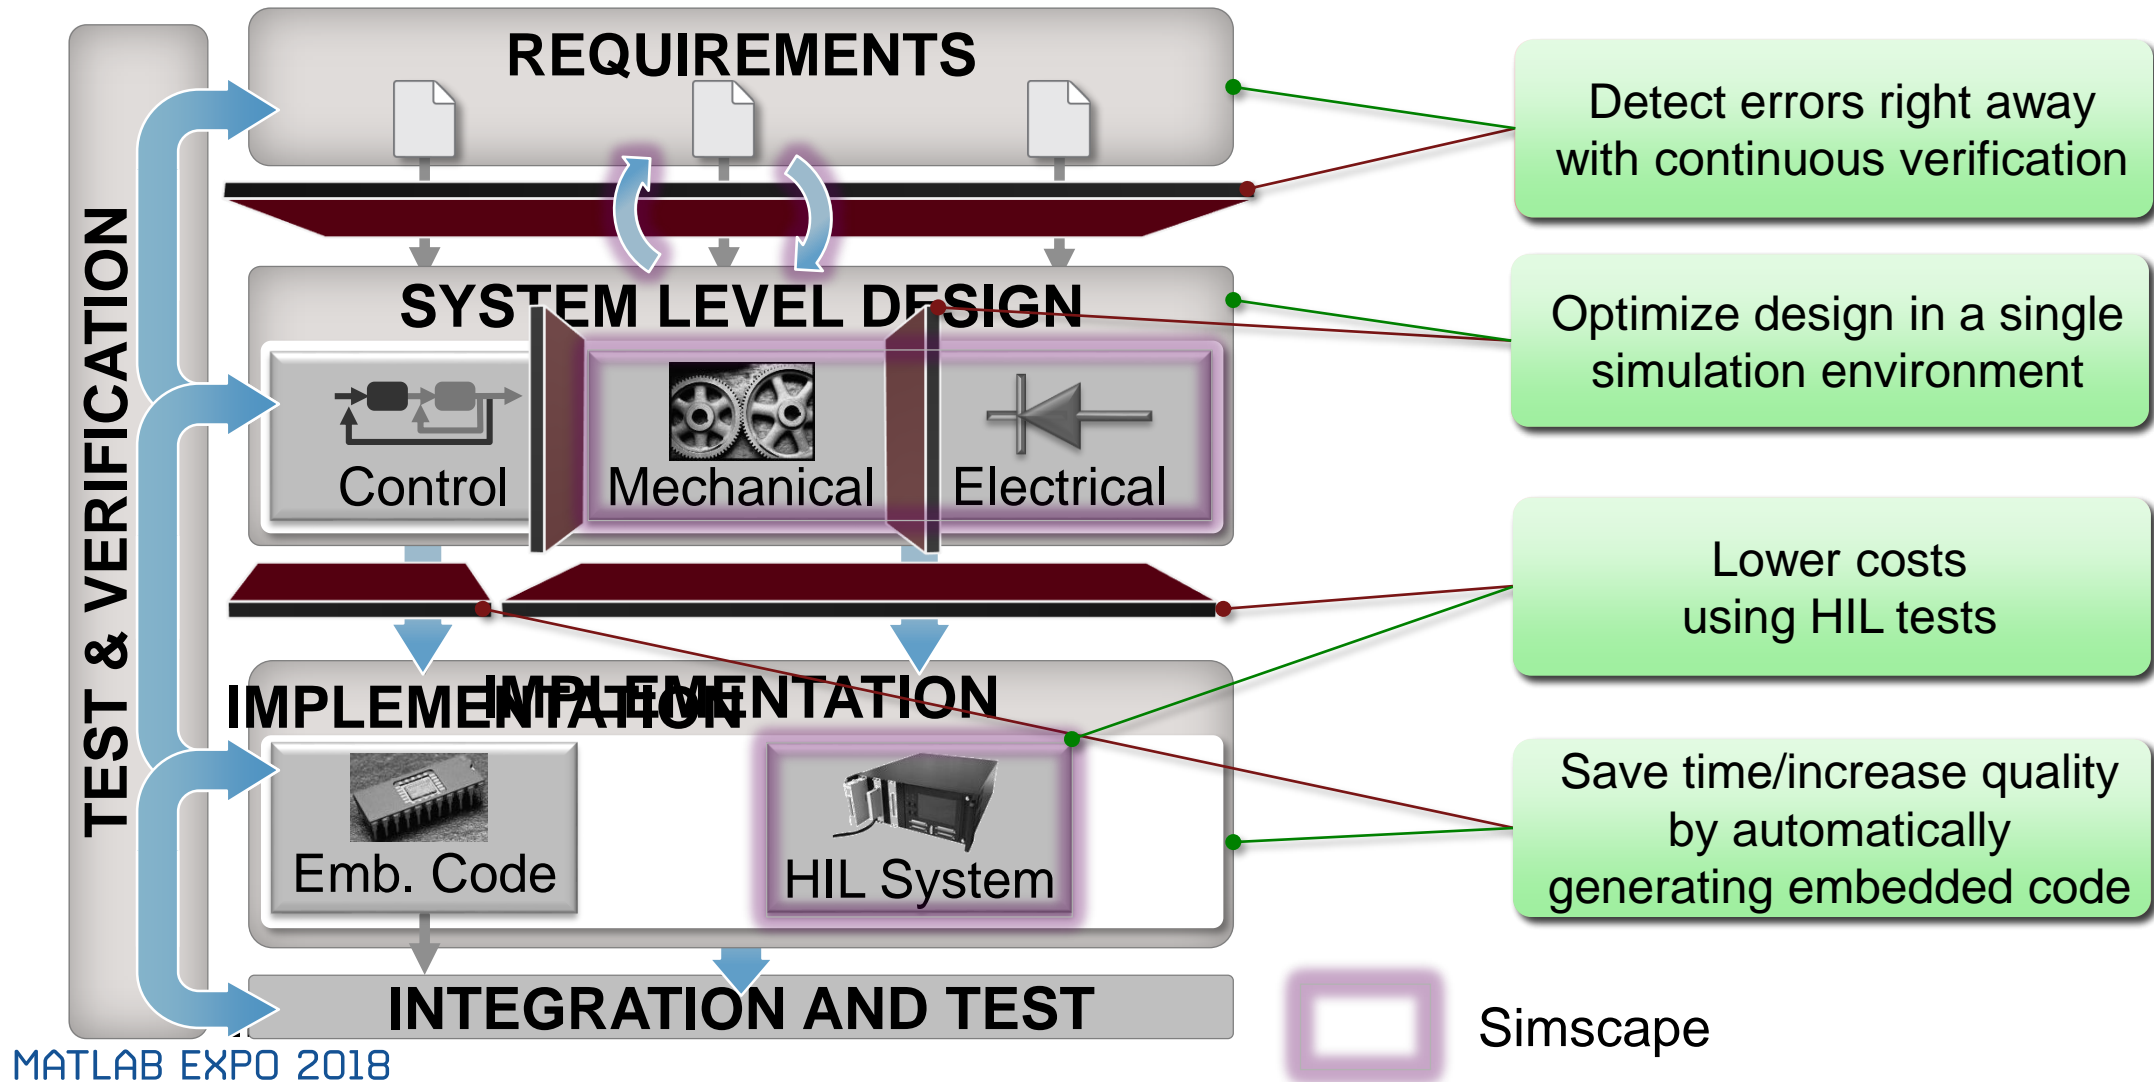 TEST & VERIFICATION
REQUIREMENTS
SYSTEM LEVEL DESIGN
Control
Mechanical
Electrical
IMPLEMENTATION
IMPLEMENTATION
Emb. Code
HIL System
INTEGRATION AND TEST
Detect errors right away
with continuous verification
Optimize design in a single
simulation environment
Lower costs
using HIL tests
Save time/increase quality
by automatically
generating embedded code
Simscape
MATLAB EXPO 2018